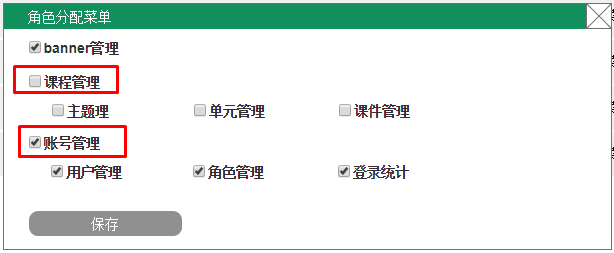 角色分配菜单
banner管理
课程管理
主题理 单元管理 课件管理
账号管理
用户管理 角色管理 登录统计
保存